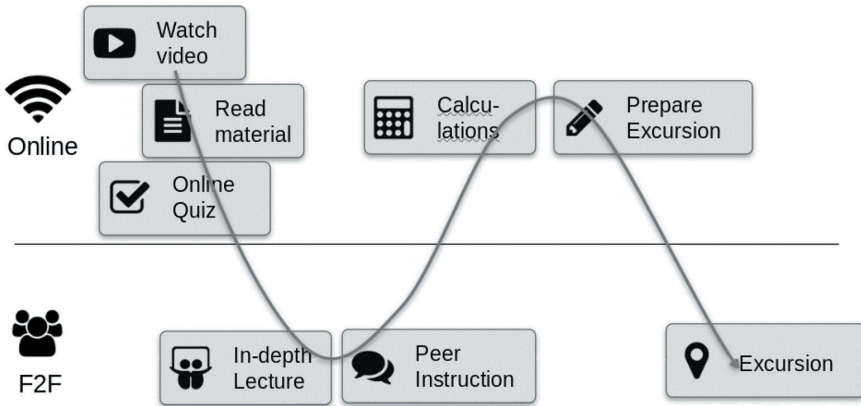 Watch
video
Read
material
Online
Quiz
Calcu-
lations
Prepare
Excursion
Online
In-depth
Lecture
Peer
Instruction
Excursion
F2F